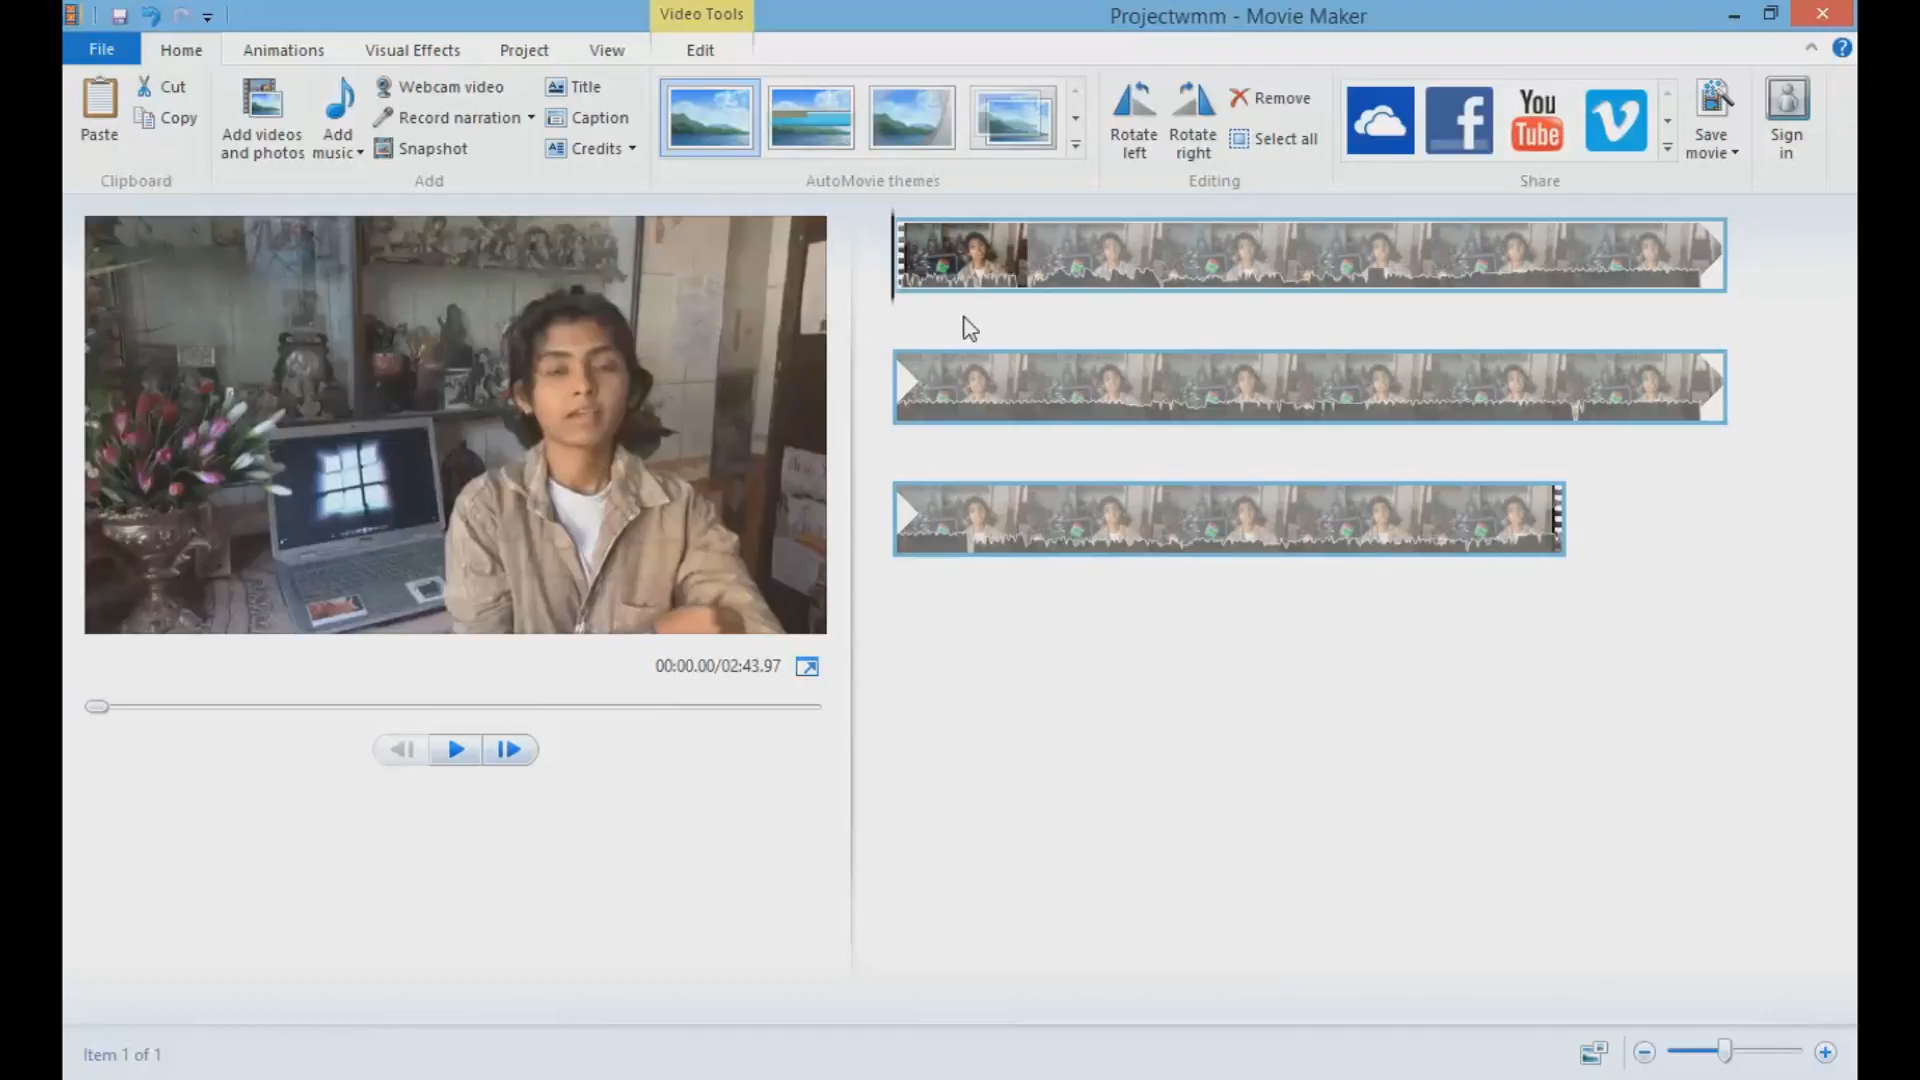 Video Tools
Projectwmm - Movie Maker
File
Home
Animations
Visual Effects
Project
View
Edit
Paste
Cut
Copy
Clipboard
Add videos
and photos
Add
music
Webcam video
Record narration
Snapshot
Title
Caption
Credits
Add
AutoMovie themes
Rotate
left
Rotate
right
Remove
Select all
Editing
You
Tube
Share
Save
movie
Sign
in
00:00.00/02:43.97
Item 1 of 1